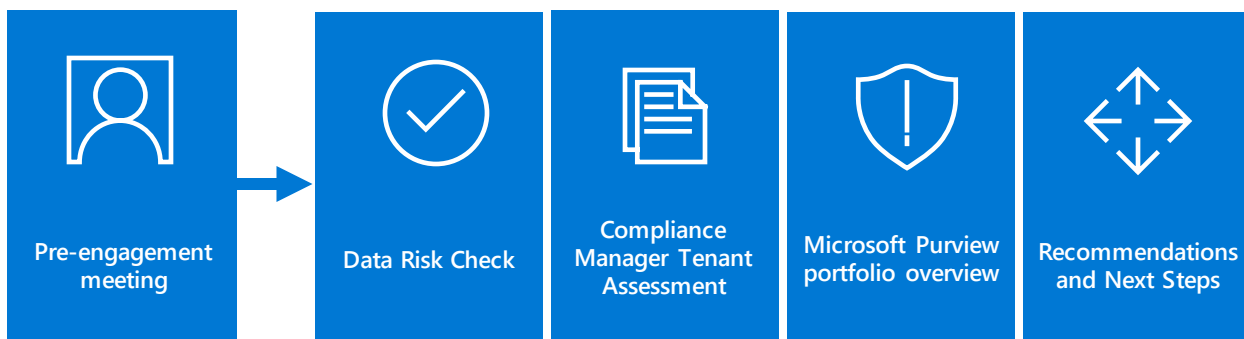 Pre-engagement
meeting
Data Risk Check
Compliance
Manager Tenant
Assessment
Microsoft Purview
portfolio overview
Recommendations
and Next Steps